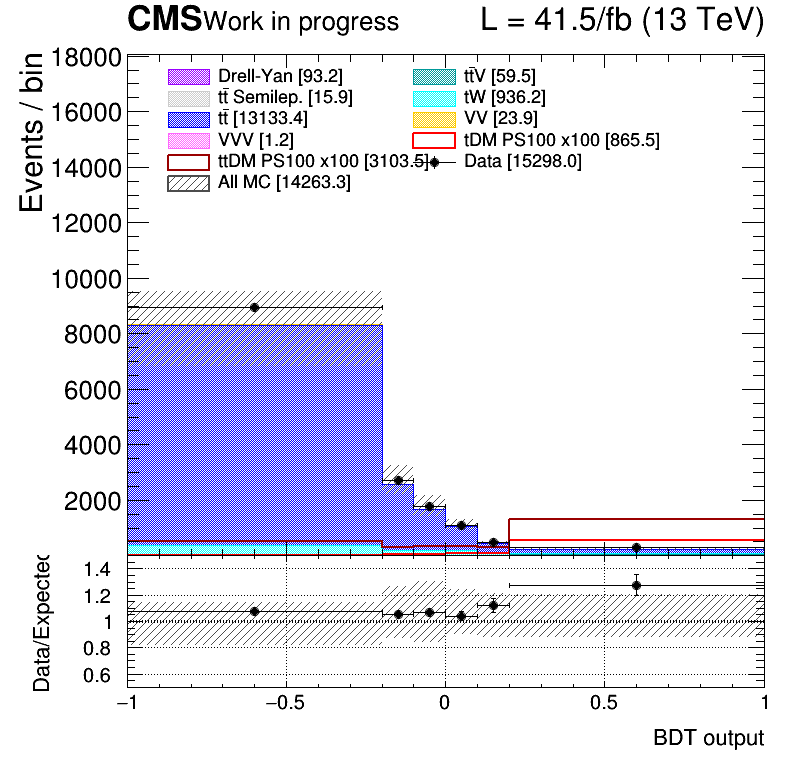 CMS Work in progress L = 41.5/fb (13 TeV)
Events / bin
18000
16000
14000
12000
10000
8000
6000
4000
2000
Drell-Yan [93.2] tt̄V [59.5]
tt̄ Semilep. [15.9] tW [936.2]
tt̄ [13133.4] VV [23.9]
VVV [1.2] tDM PS100 x100 [865.5]
ttDM PS100 x100 [3103.5] Data [15298.0]
All MC [14263.3]
Data/Expected
1.4
1.2
1
0.8
0.6
−1 −0.5 0 0.5 1
BDT output